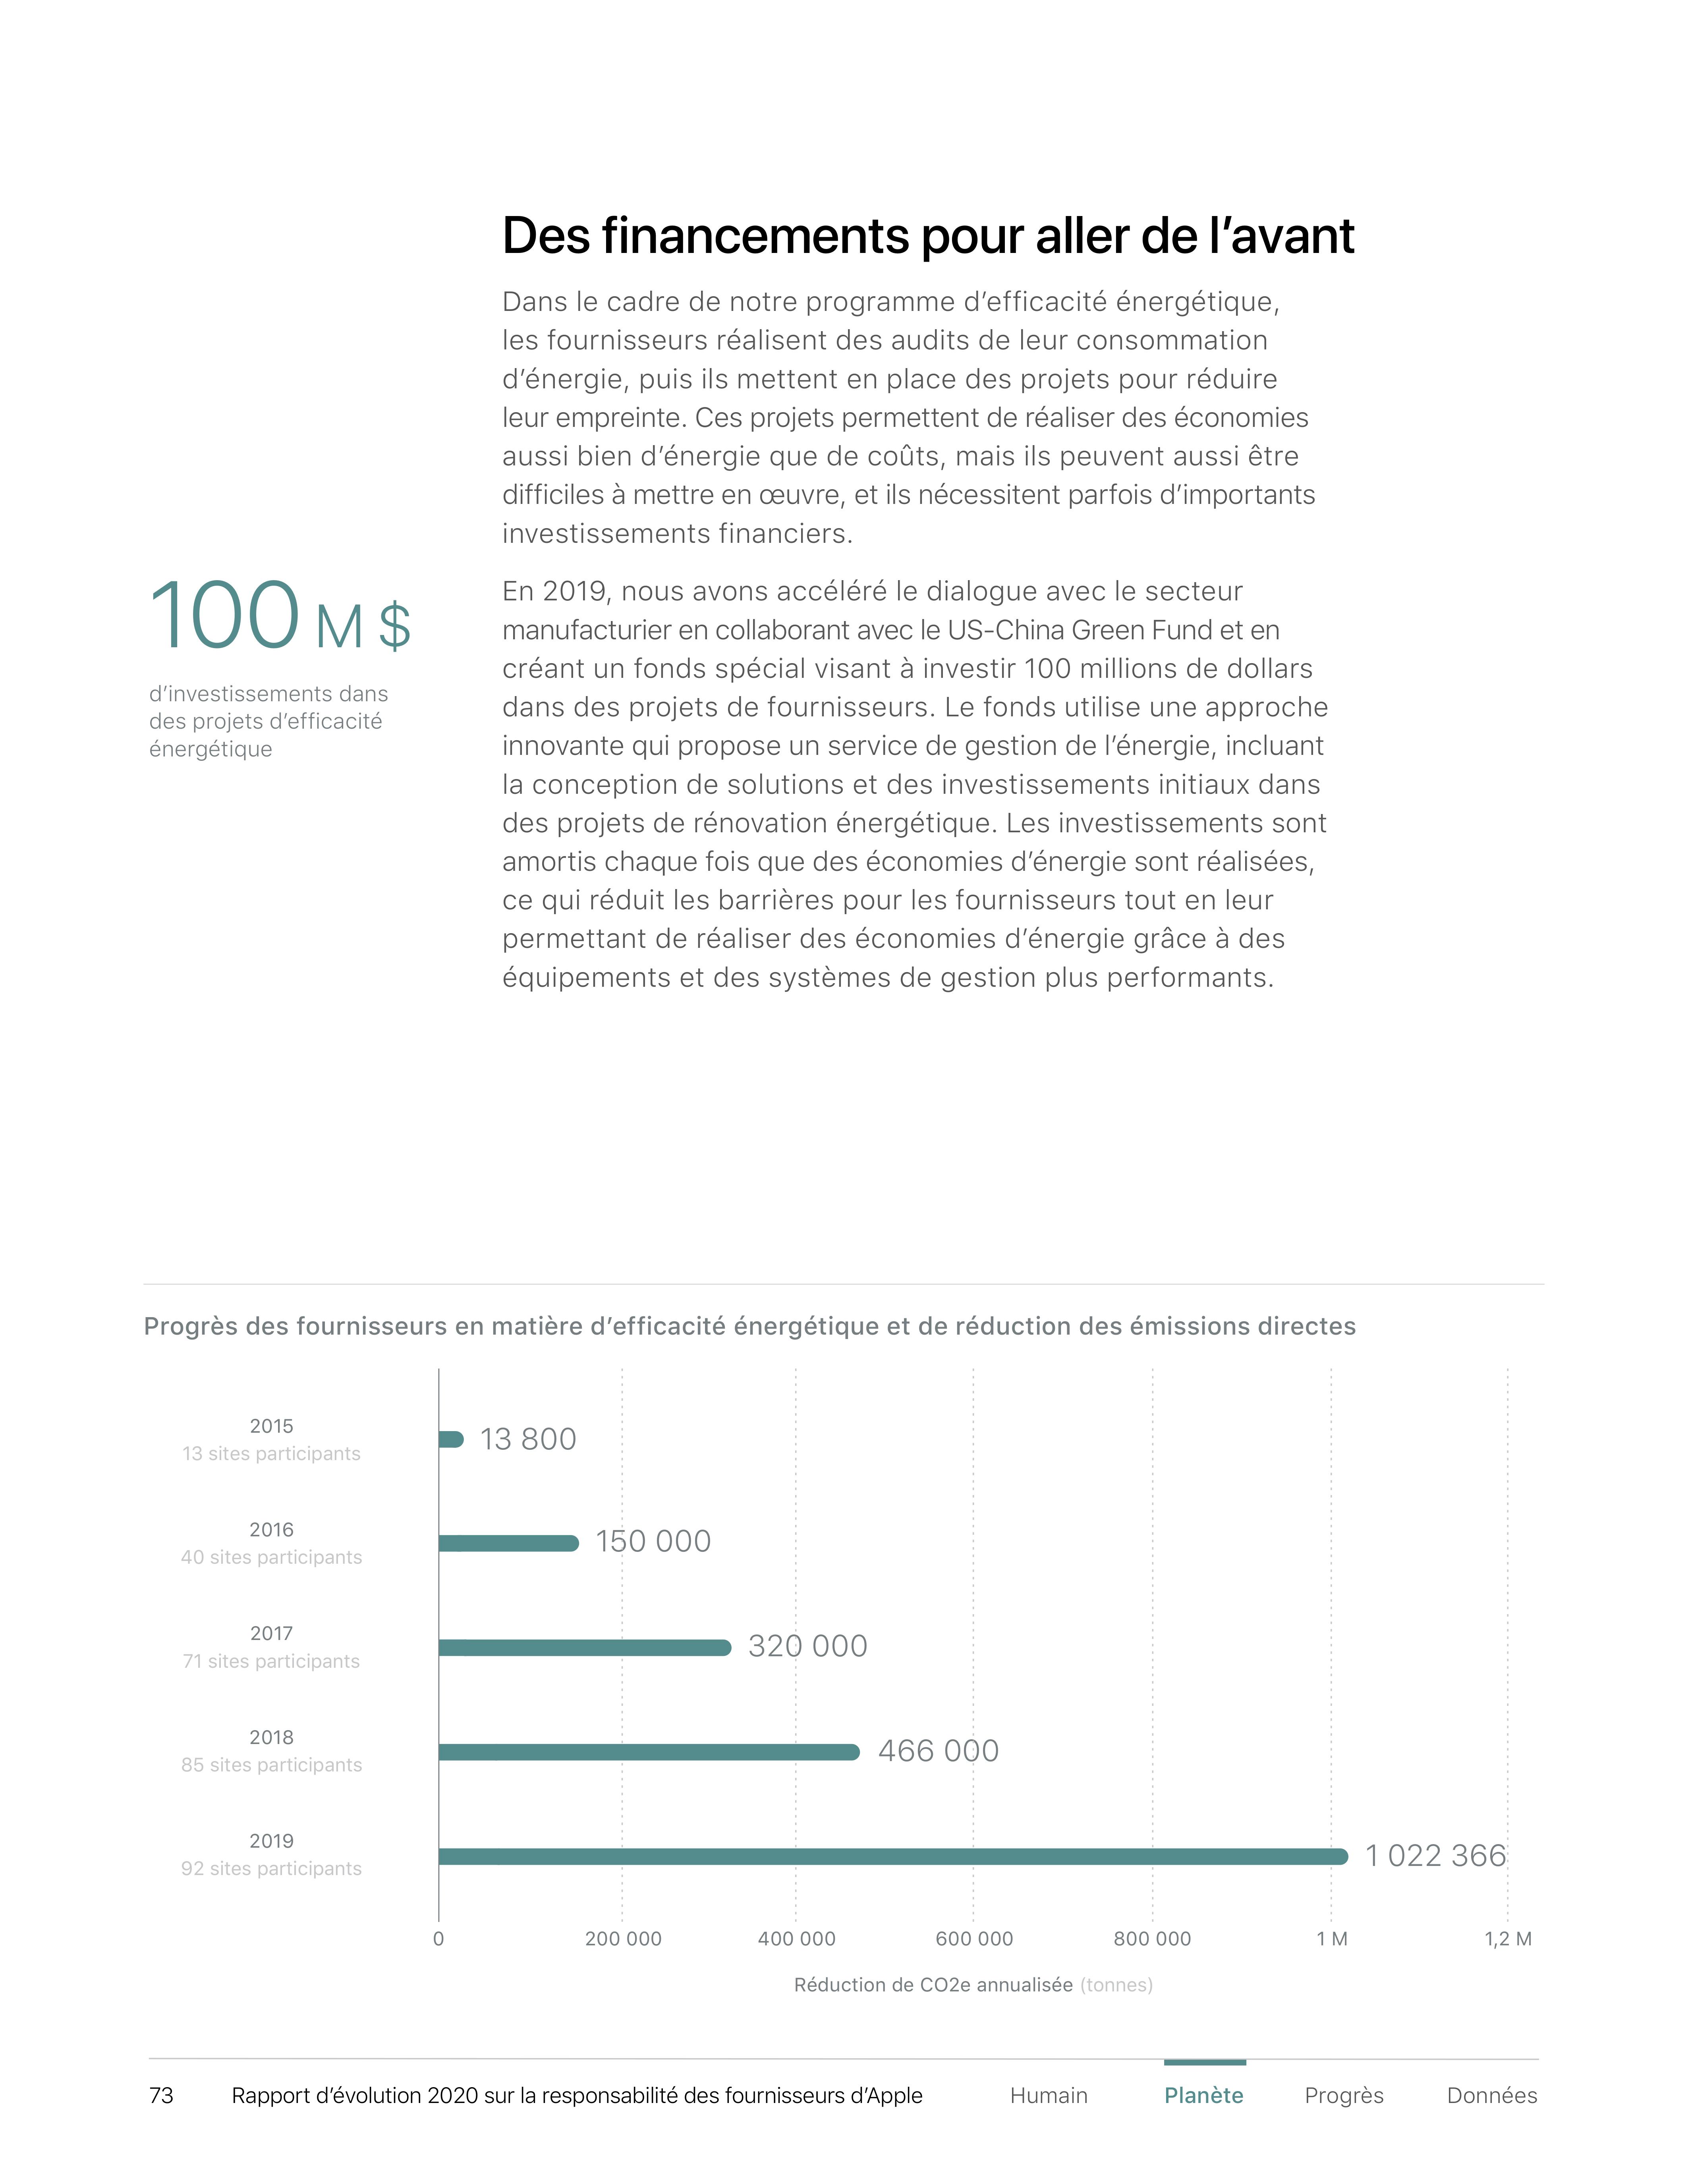 Des financements pour aller de l’avant
Dans le cadre de notre programme d’efficacité énergétique,
les fournisseurs réalisent des audits de leur consommation
d’énergie, puis ils mettent en place des projets pour réduire
leur empreinte. Ces projets permettent de réaliser des économies
aussi bien d’énergie que de coûts, mais ils peuvent aussi être
difficiles à mettre en œuvre, et ils nécessitent parfois d’importants
investissements financiers.
100 M $
d’investissements dans
des projets d’efficacité
énergétique
En 2019, nous avons accéléré le dialogue avec le secteur
manufacturier en collaborant avec le US-China Green Fund et en
créant un fonds spécial visant à investir 100 millions de dollars
dans des projets de fournisseurs. Le fonds utilise une approche
innovante qui propose un service de gestion de l’énergie, incluant
la conception de solutions et des investissements initiaux dans
des projets de rénovation énergétique. Les investissements sont
amortis chaque fois que des économies d’énergie sont réalisées,
ce qui réduit les barrières pour les fournisseurs tout en leur
permettant de réaliser des économies d’énergie grâce à des
équipements et des systèmes de gestion plus performants.
Progrès des fournisseurs en matière d’efficacité énergétique et de réduction des émissions directes
2015
13 sites participants
13 800
2016
40 sites participants
150 000
2017
71 sites participants
320 000
2018
85 sites participants
466 000
2019
92 sites participants
1 022 366
0 200 000 400 000 600 000 800 000 1 M 1,2 M
Réduction de CO2e annualisée (tonnes)
73 Rapport d’évolution 2020 sur la responsabilité des fournisseurs d’Apple Humain Planète Progrès Données